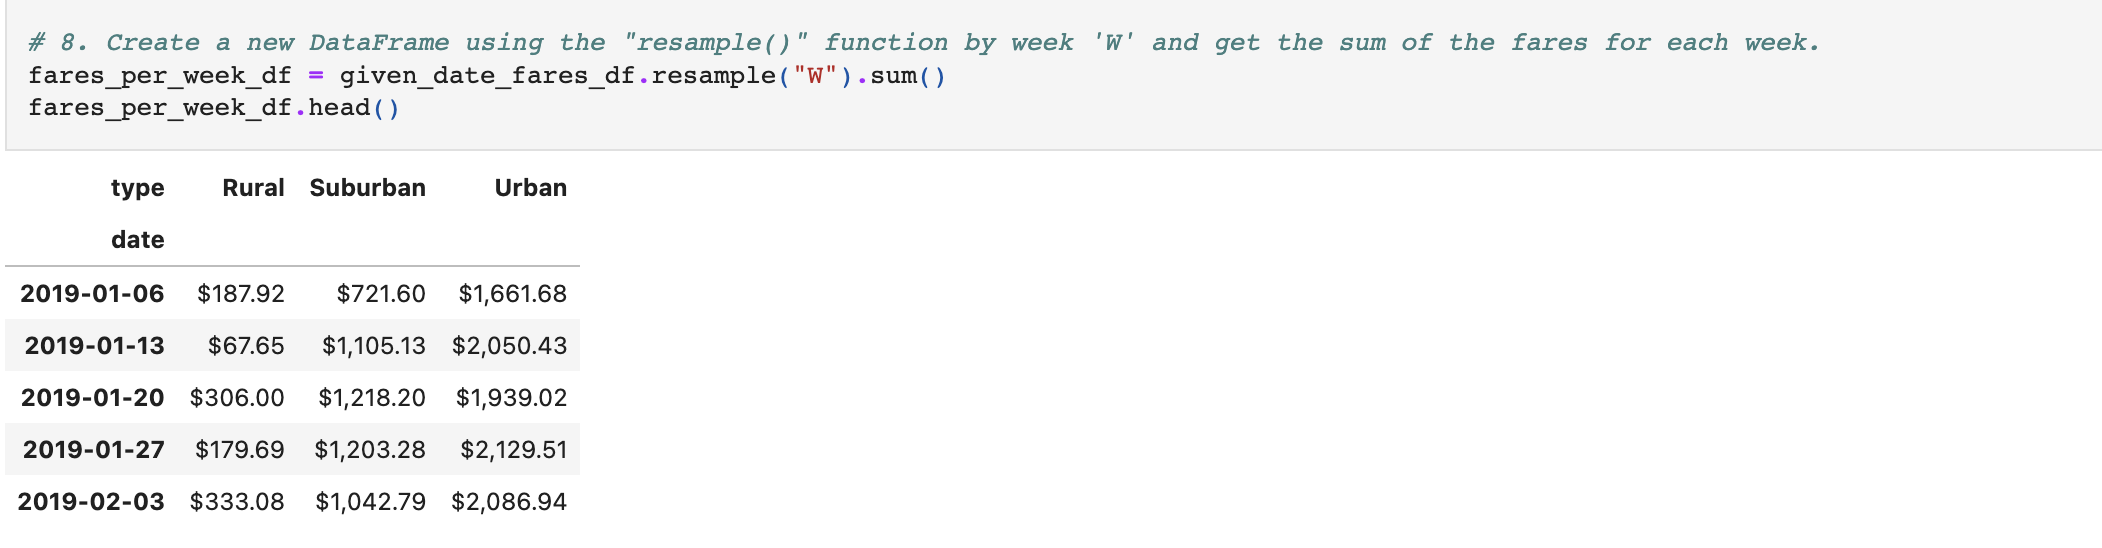 # 8. Create a new DataFrame using the "resample()" function by week 'W' and get the sum of the fares for each week.
fares_per_week_df = given_date_fares_df.resample("W").sum()
fares_per_week_df.head()
type Rural Suburban Urban
date
2019-01-06 $187.92 $721.60 $1,661.68
2019-01-13 $67.65 $1,105.13 $2,050.43
2019-01-20 $306.00 $1,218.20 $1,939.02
2019-01-27 $179.69 $1,203.28 $2,129.51
2019-02-03 $333.08 $1,042.79 $2,086.94